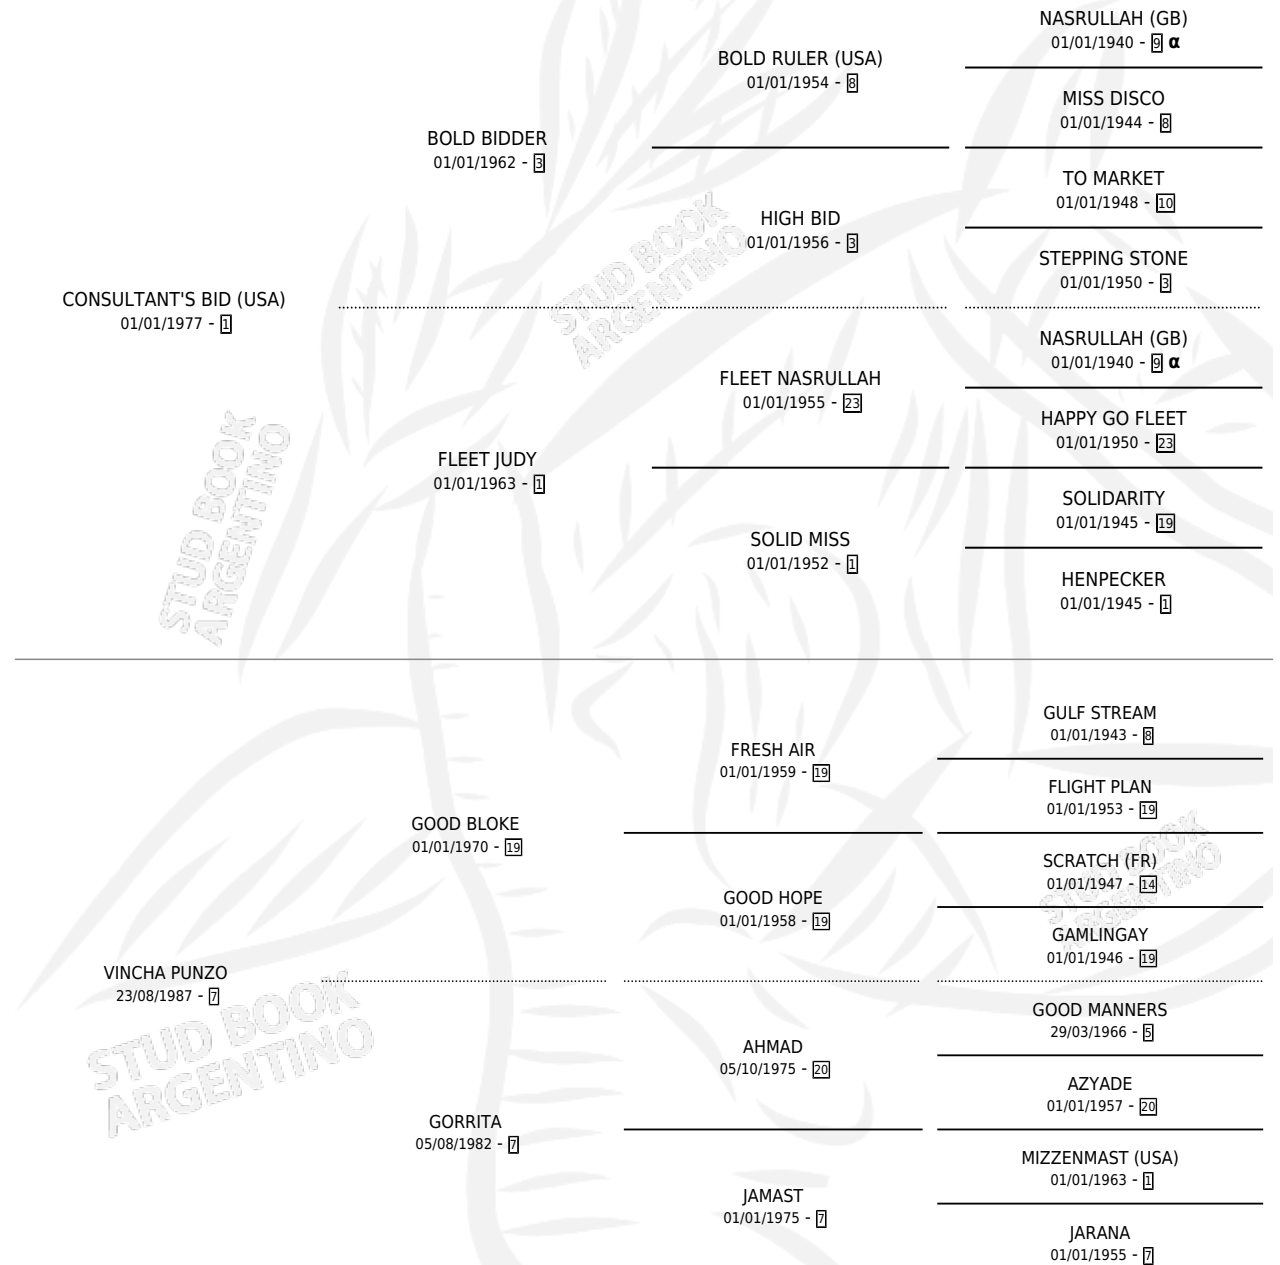 NASRULLAH (GB)
01/01/1940 - 9 α
BOLD RULER (USA)
01/01/1954 - 8
MISS DISCO
01/01/1944 - 8
BOLD BIDDER
01/01/1962 - 3
TO MARKET
01/01/1948 - 10
HIGH BID
01/01/1956 - 3
STEPPING STONE
01/01/1950 - 3
CONSULTANT'S BID (USA)
01/01/1977 - 1
NASRULLAH (GB)
01/01/1940 - 9 α
FLEET NASRULLAH
01/01/1955 - 23
HAPPY GO FLEET
01/01/1950 - 23
FLEET JUDY
01/01/1963 - 1
SOLIDARITY
01/01/1945 - 19
SOLID MISS
01/01/1952 - 1
HENPECKER
01/01/1945 - 1
GULF STREAM
01/01/1943 - 8
FRESH AIR
01/01/1959 - 19
FLIGHT PLAN
01/01/1953 - 19
GOOD BLOKE
01/01/1970 - 19
SCRATCH (FR)
01/01/1947 - 14
GOOD HOPE
01/01/1958 - 19
GAMLINGAY
01/01/1946 - 19
VINCHA PUNZO
23/08/1987 - 7
GOOD MANNERS
29/03/1966 - 5
AHMAD
05/10/1975 - 20
AZYADE
01/01/1957 - 20
GORRITA
05/08/1982 - 7
MIZZENMAST (USA)
01/01/1963 - 1
JAMAST
01/01/1975 - 7
JARANA
01/01/1955 - 7
STUD BOOK
ARGENTINO
STUD BOOK
ARGENTINO
STUD BOOK
ARGENTINO
STUD BOOK
ARGENTINO